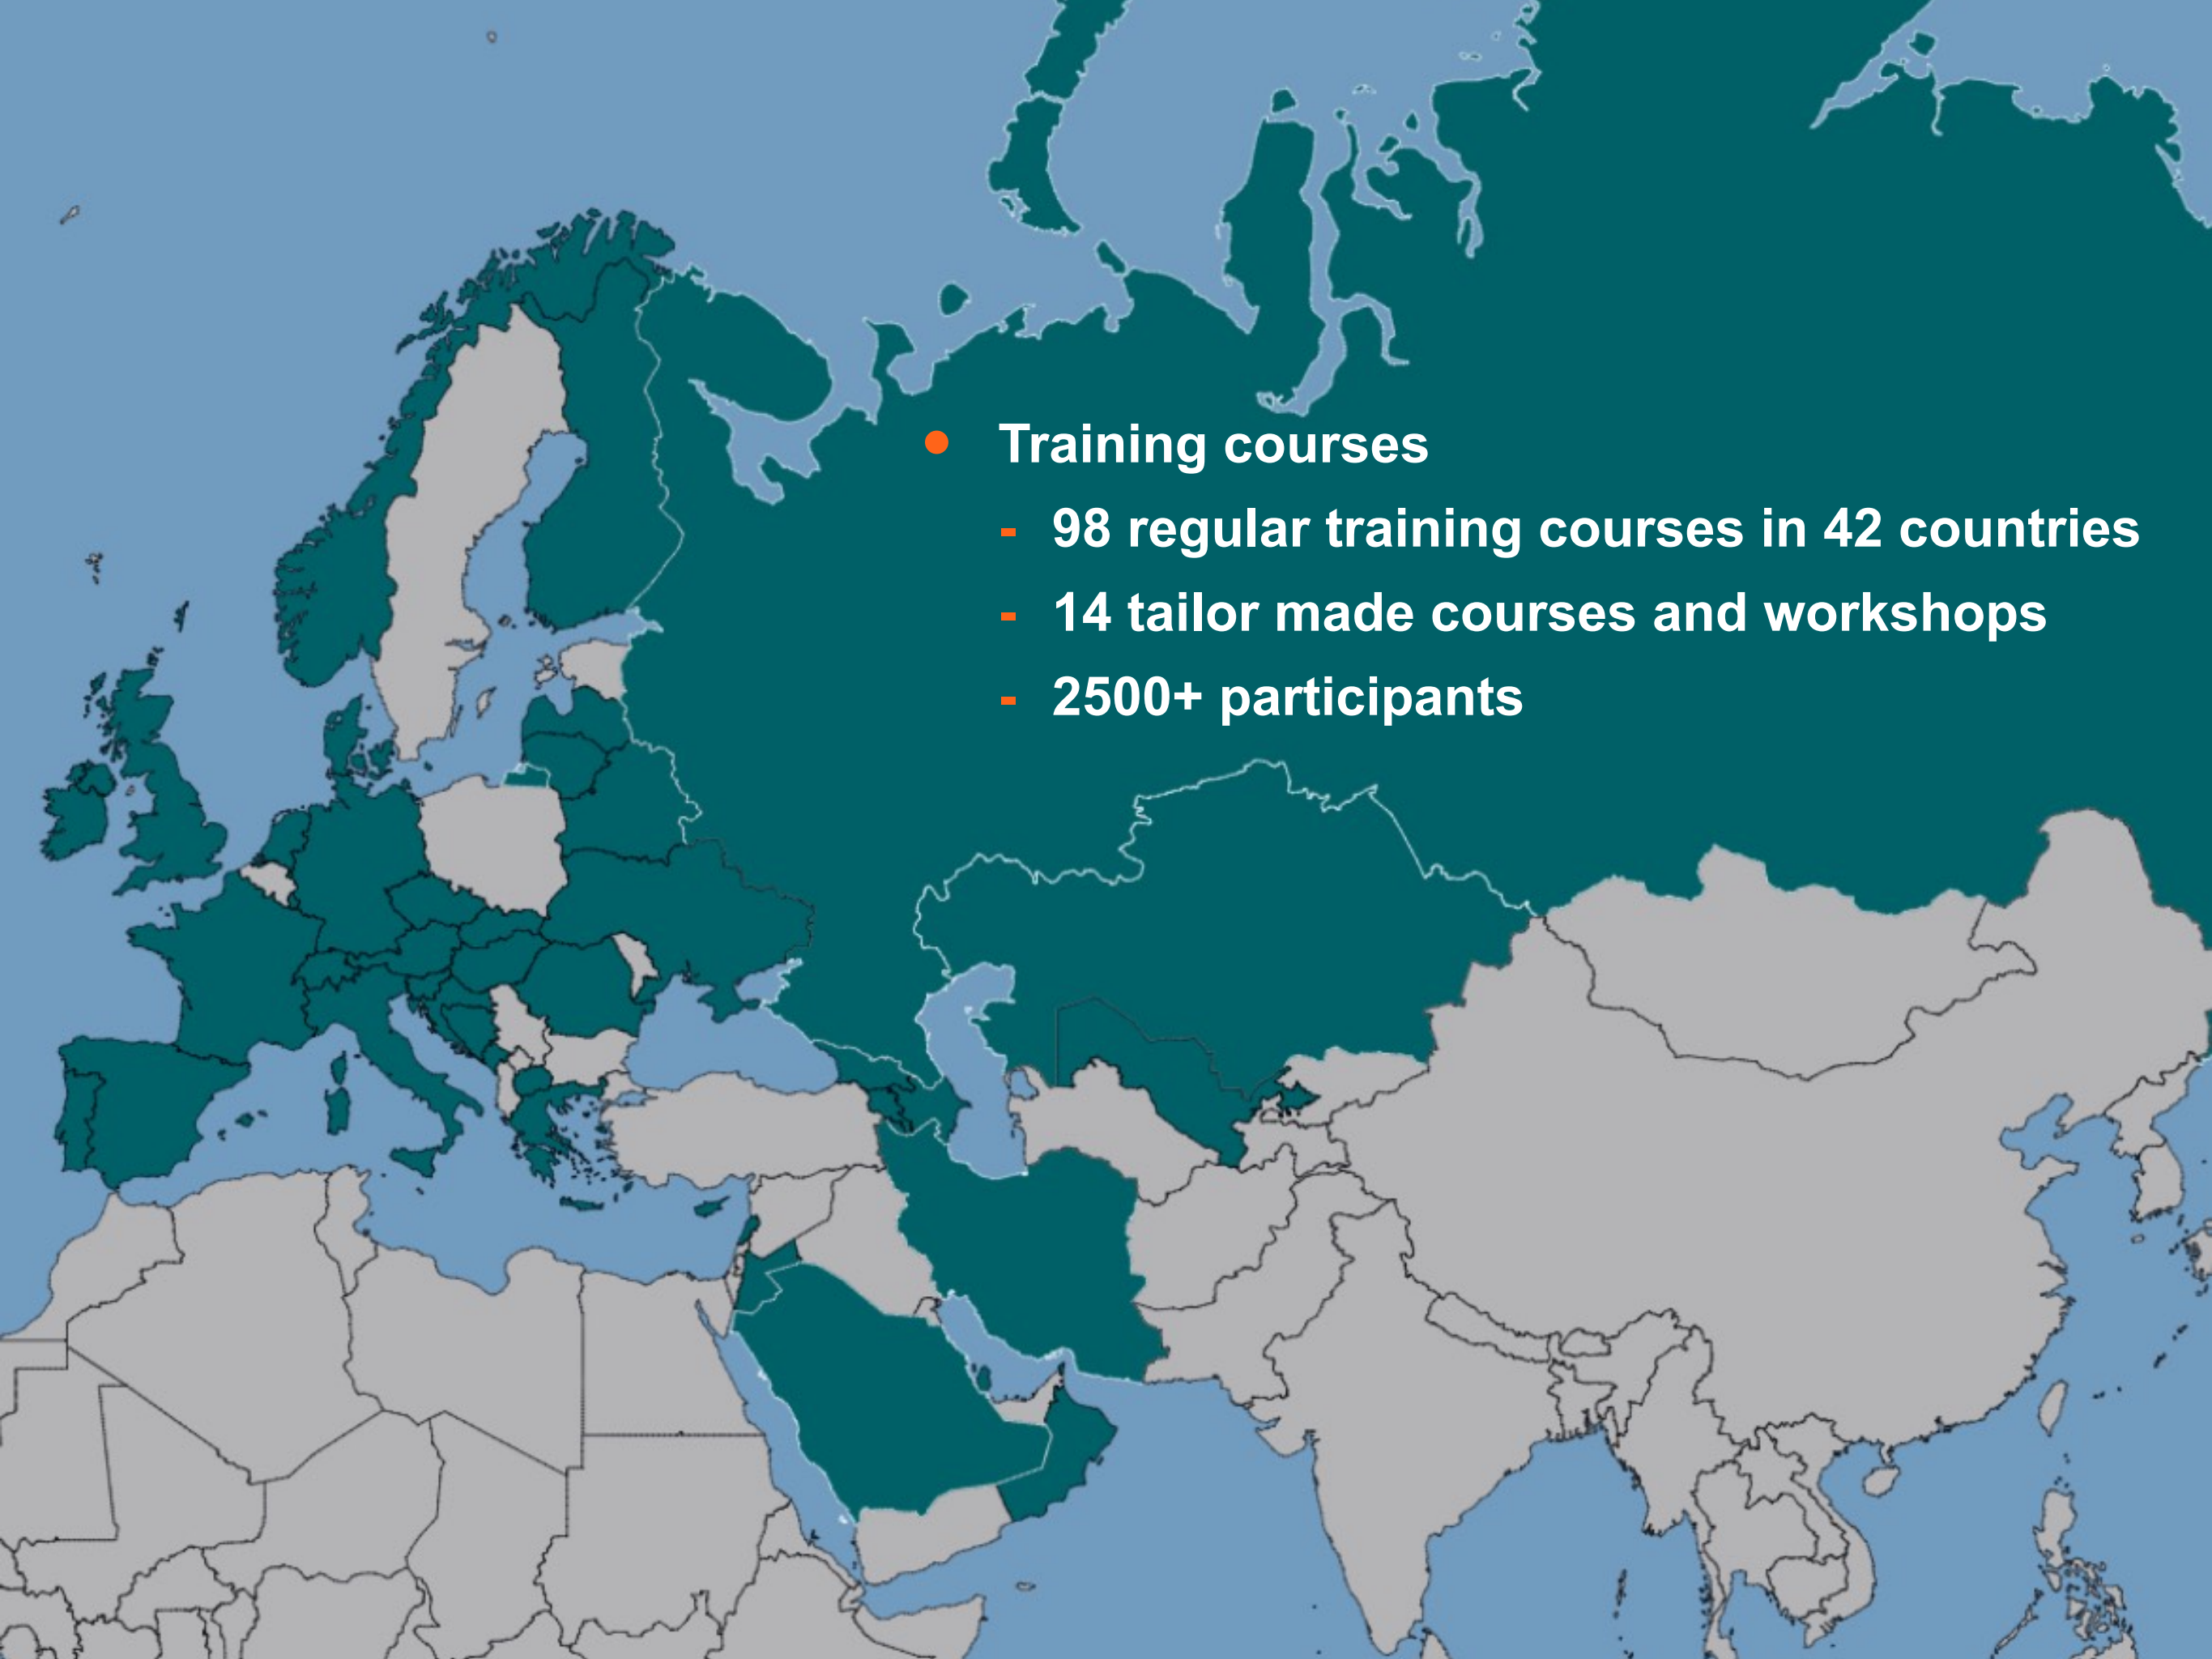 ● Training courses
- 98 regular training courses in 42 countries
- 14 tailor made courses and workshops
- 2500+ participants